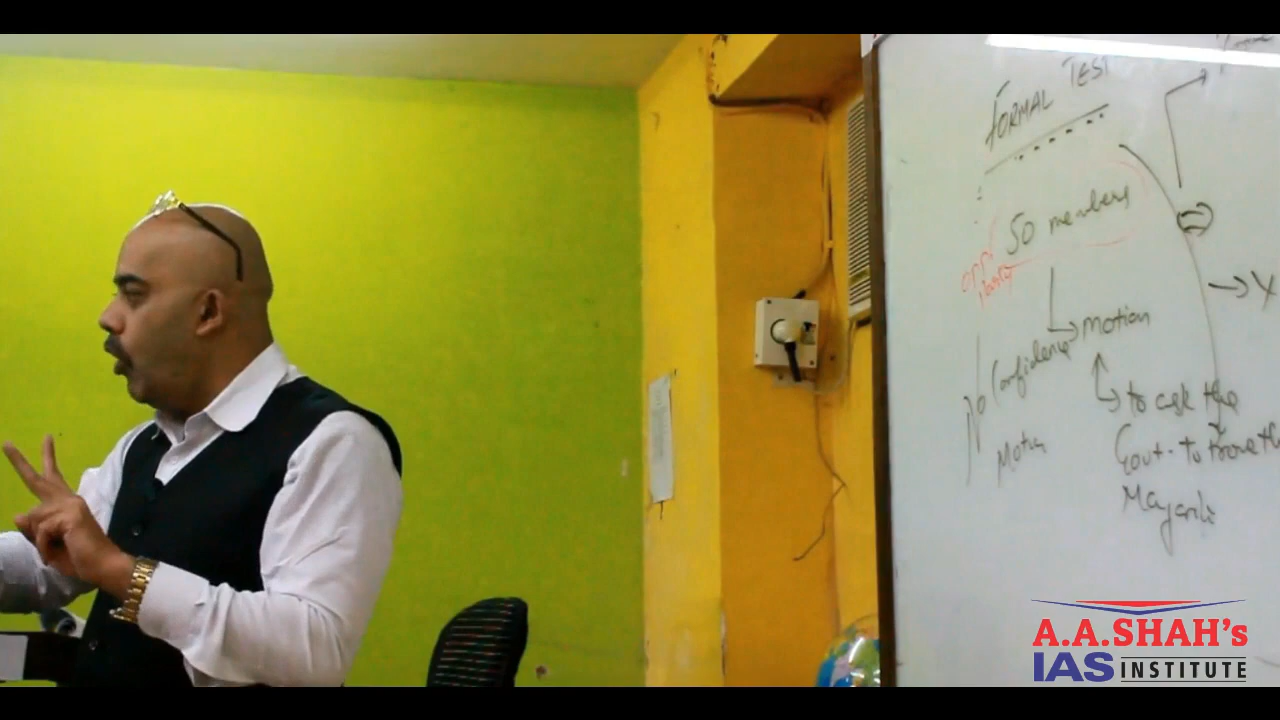 FORMAL TEST
50 members
opp
Party
Motion
No Confidence
Motion
to ask the
Govt. to prove the
Majority
Y
A.A.SHAH's
IAS INSTITUTE